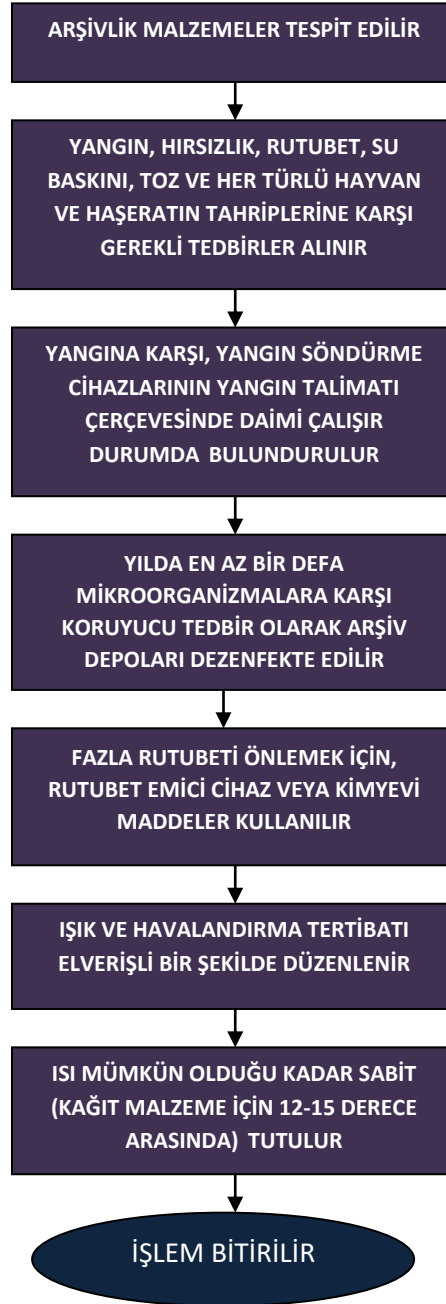 ARŞİVLİK MALZEMELER TESPİT EDİLİR
YANGIN, HIRSIZLIK, RUTUBET, SU
BASKINI, TOZ VE HER TÜRLÜ HAYVAN
VE HAŞERATIN TAHRİPLERİNE KARŞI
GEREKLİ TEDBİRLER ALINIR
YANGINA KARŞI, YANGIN SÖNDÜRME
CİHAZLARININ YANGIN TALİMATI
ÇERÇEVESİNDE DAİMİ ÇALIŞIR
DURUMDA BULUNDURULUR
YILDA EN AZ BİR DEFA
MİKROORGANİZMALARA KARŞI
KORUYUCU TEDBİR OLARAK ARŞİV
DEPOLARI DEZENFEKTE EDİLİR
FAZLA RUTUBETİ ÖNLEMEK İÇİN,
RUTUBET EMİCİ CİHAZ VEYA KİMYEVİ
MADDELER KULLANILIR
IŞIK VE HAVALANDIRMA TERTİBATI
ELVERİŞLİ BİR ŞEKİLDE DÜZENLENİR
ISI MÜMKÜN OLDUĞU KADAR SABİT
(KAĞIT MALZEME İÇİN 12-15 DERECE
ARASINDA) TUTULUR
İŞLEM BİTİRİLİR